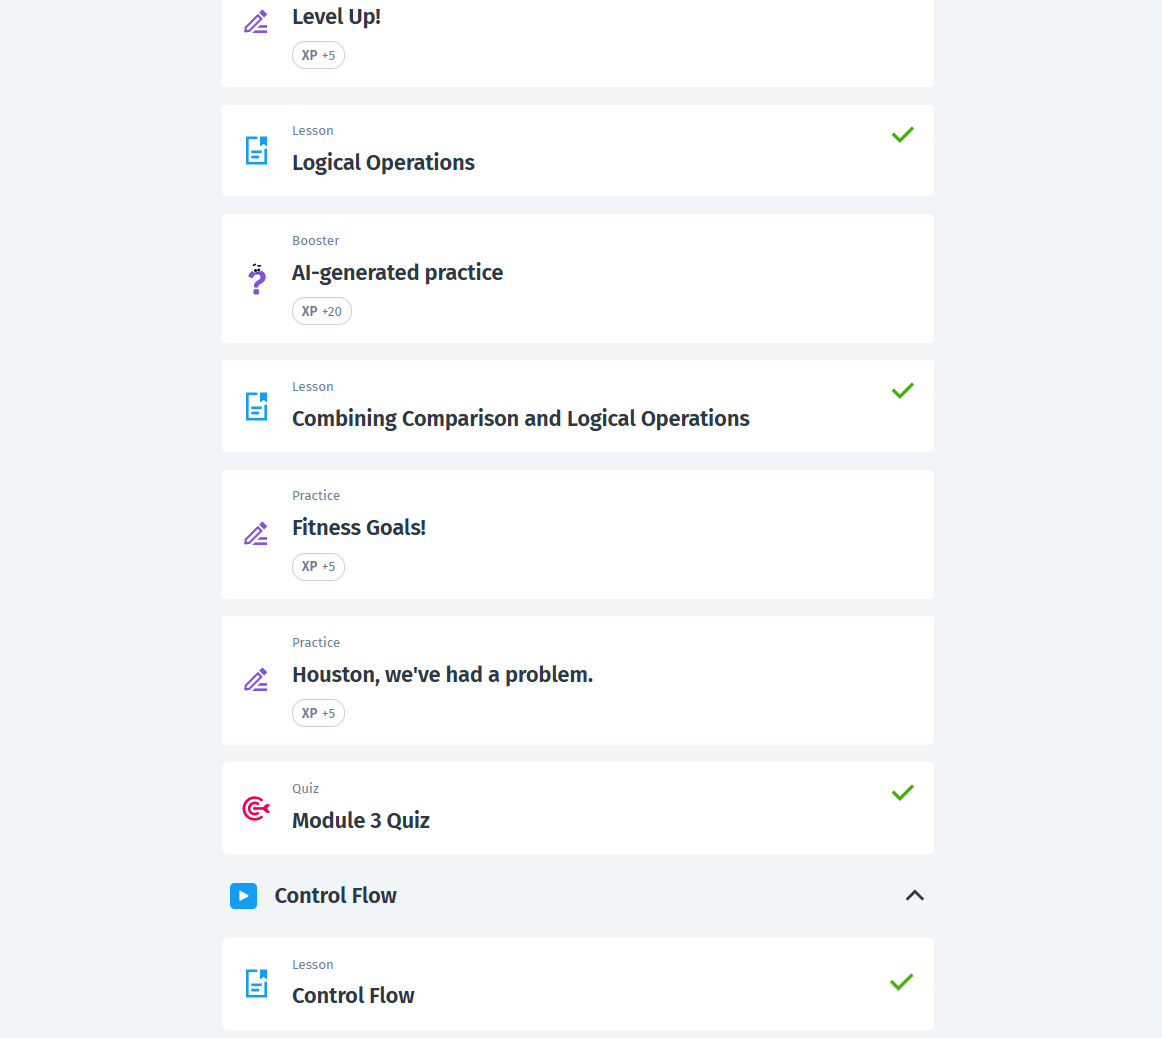 Level Up!
XP +5
Lesson
Logical Operations
Booster
AI-generated practice
XP +20
Lesson
Combining Comparison and Logical Operations
Practice
Fitness Goals!
XP +5
Practice
Houston, we've had a problem.
XP +5
Quiz
Module 3 Quiz
Control Flow
Lesson
Control Flow